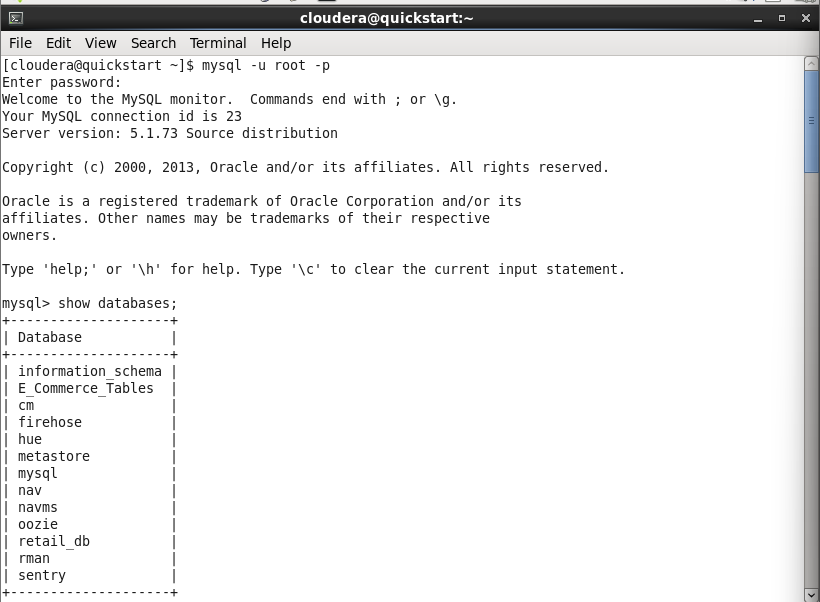 cloudera@quickstart:~
File Edit View Search Terminal Help
[cloudera@quickstart ~]$ mysql -u root -p
Enter password:
Welcome to the MySQL monitor.  Commands end with ; or \g.
Your MySQL connection id is 23
Server version: 5.1.73 Source distribution
Copyright (c) 2000, 2013, Oracle and/or its affiliates. All rights reserved.
Oracle is a registered trademark of Oracle Corporation and/or its
affiliates. Other names may be trademarks of their respective
owners.
Type 'help;' or '\h' for help. Type '\c' to clear the current input statement.
mysql> show databases;
+--------------------+
| Database           |
+--------------------+
| information_schema |
| E_Commerce_Tables  |
| cm                 |
| firehose           |
| hue                |
| metastore          |
| mysql              |
| nav                |
| navms              |
| oozie              |
| retail_db          |
| rman               |
| sentry             |
+--------------------+